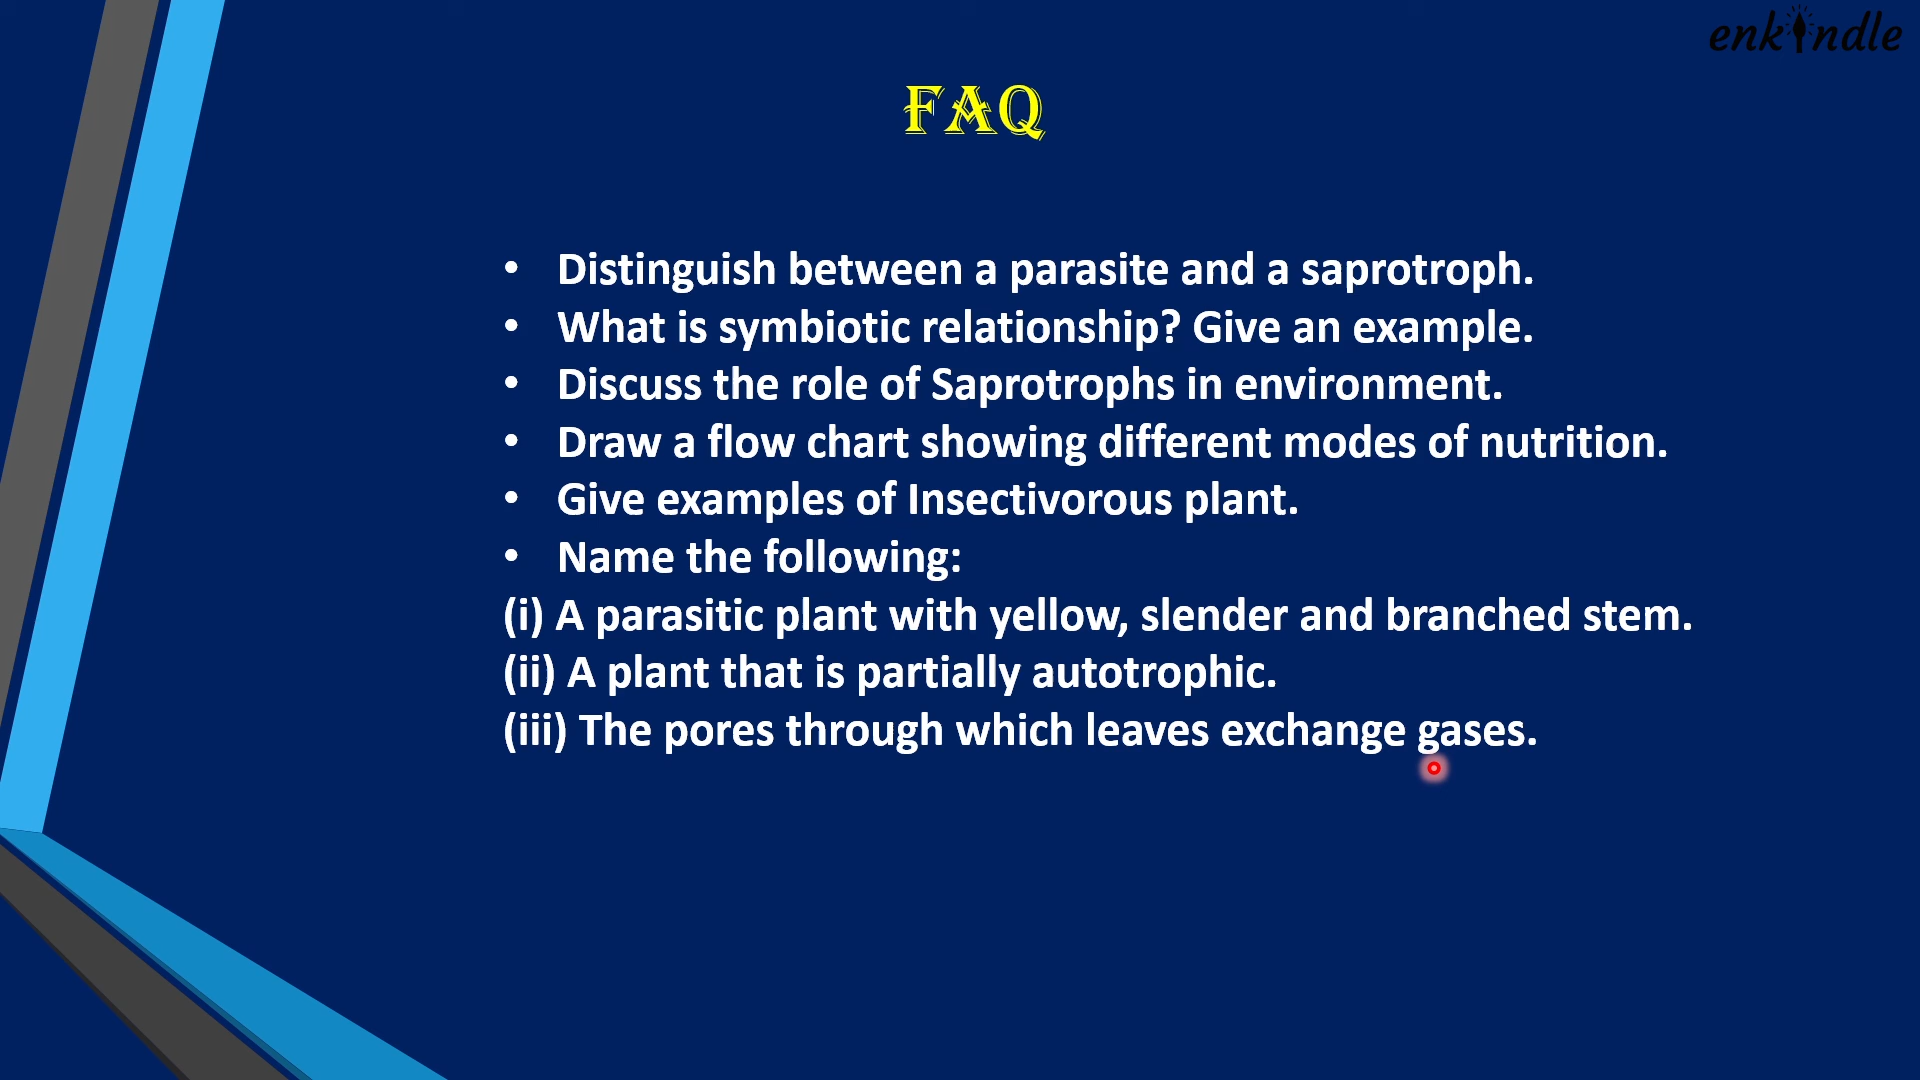 enkindle
FAQ
• Distinguish between a parasite and a saprotroph.
• What is symbiotic relationship? Give an example.
• Discuss the role of Saprotrophs in environment.
• Draw a flow chart showing different modes of nutrition.
• Give examples of Insectivorous plant.
• Name the following:
(i) A parasitic plant with yellow, slender and branched stem.
(ii) A plant that is partially autotrophic.
(iii) The pores through which leaves exchange gases.